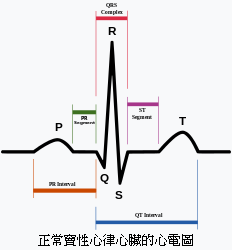 QRS
Complex
R
ST
Segment
PR
Segment
P
T
Q
S
PR Interval
QT Interval
正常竇性心律心臟的心電圖